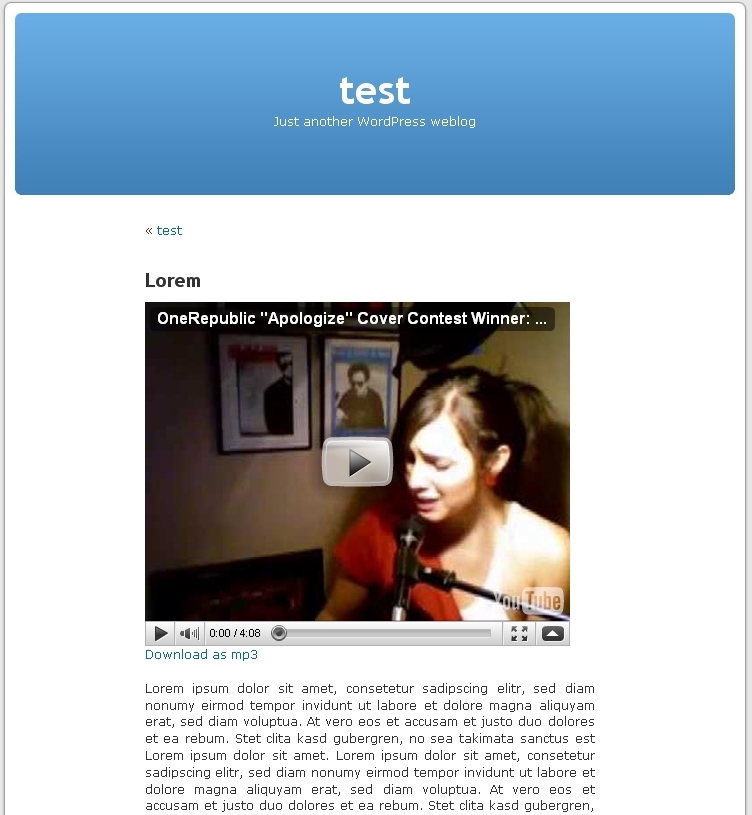 test
Just another WordPress weblog
« test
Lorem
OneRepublic "Apologize" Cover Contest Winner: ...
YouTube
0:00 / 4:08
Download as mp3
Lorem ipsum dolor sit amet, consetetur sadipscing elitr, sed diam
nonumy eirmod tempor invidunt ut labore et dolore magna aliquyam
erat, sed diam voluptua. At vero eos et accusam et justo duo dolores
et ea rebum. Stet clita kasd gubergren, no sea takimata sanctus est
Lorem ipsum dolor sit amet. Lorem ipsum dolor sit amet, consetetur
sadipscing elitr, sed diam nonumy eirmod tempor invidunt ut labore et
dolore magna aliquyam erat, sed diam voluptua. At vero eos et
accusam et justo duo dolores et ea rebum. Stet clita kasd gubergren,